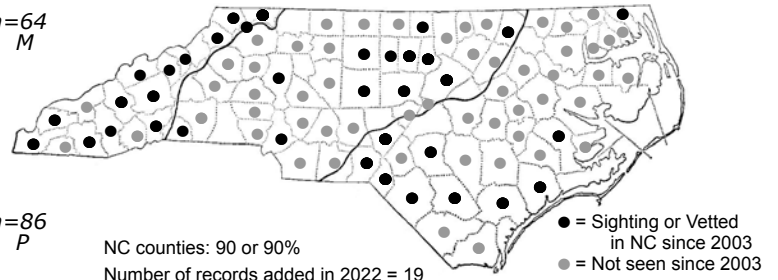 n=64
M
n=86
P
NC counties: 90 or 90%
Number of records added in 2022 = 19
● = Sighting or Vetted
in NC since 2003
● = Not seen since 2003